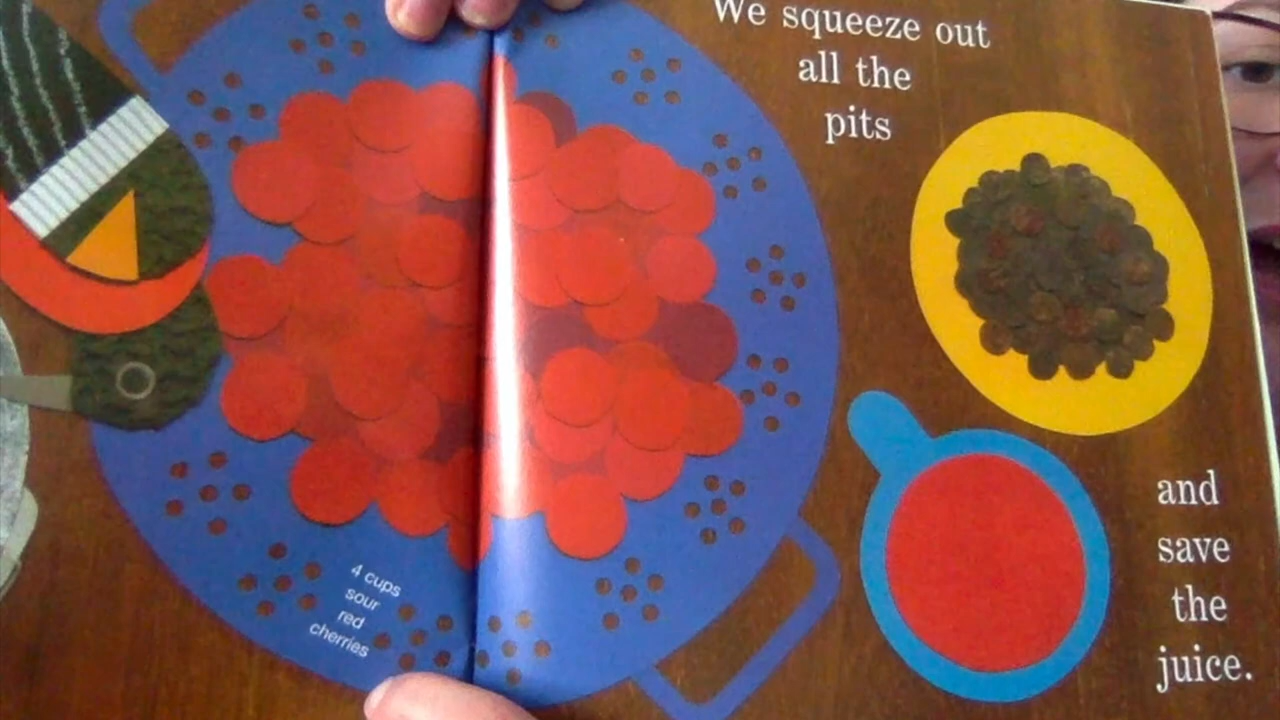 We squeeze out
all the
pits
4 cups
sour
red
cherries
and
save
the
juice.